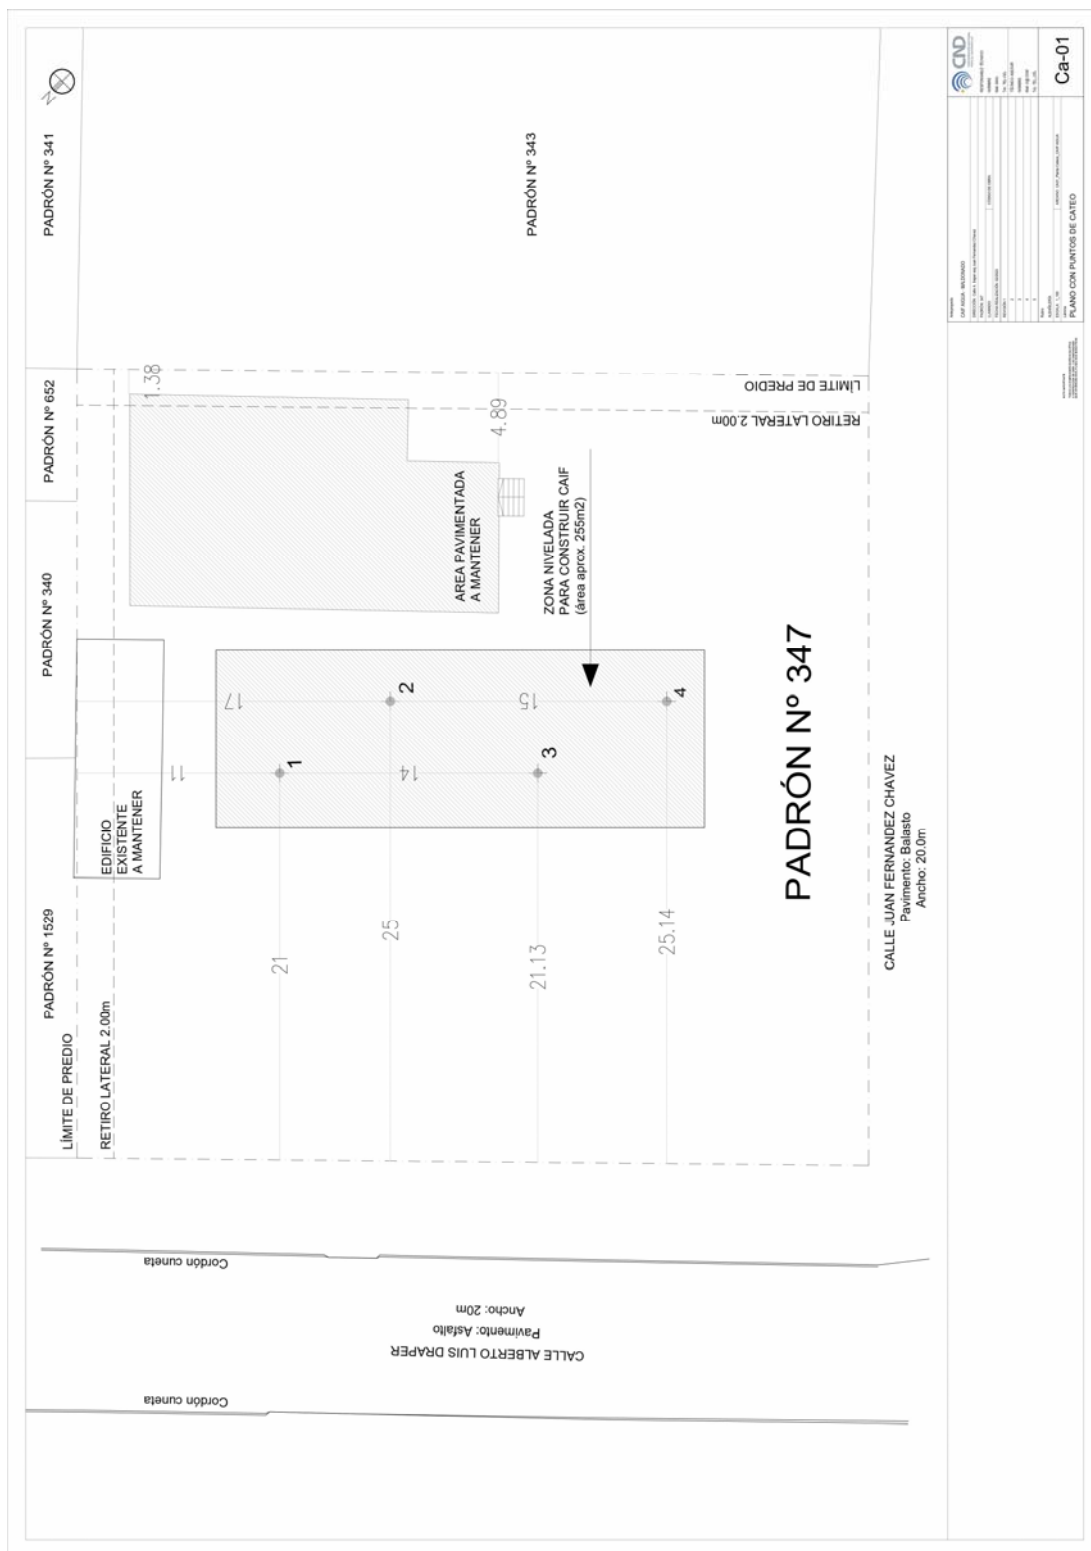 PADRÓN Nº 341
N
PADRÓN Nº 652
PADRÓN Nº 340
PADRÓN Nº 1529
LÍMITE DE PREDIO
RETIRO LATERAL 2.00m
EDIFICIO
EXISTENTE
A MANTENER
PADRÓN Nº 343
1.38
4.89
LÍMITE DE PREDIO
RETIRO LATERAL 2.00m
AREA PAVIMENTADA
A MANTENER
ZONA NIVELADA
PARA CONSTRUIR CAIF
(área aprox. 255m2)
17
11
1
2
14
15
3
4
21
25
21.13
25.14
PADRÓN Nº 347
CALLE JUAN FERNANDEZ CHAVEZ
Pavimento: Balasto
Ancho: 20.0m
Cordón cuneta
CALLE ALBERTO LUIS DRAPER
Pavimento: Asfalto
Ancho: 20m
Cordón cuneta
CND
PLANO CON PUNTOS DE CATEO
Ca-01